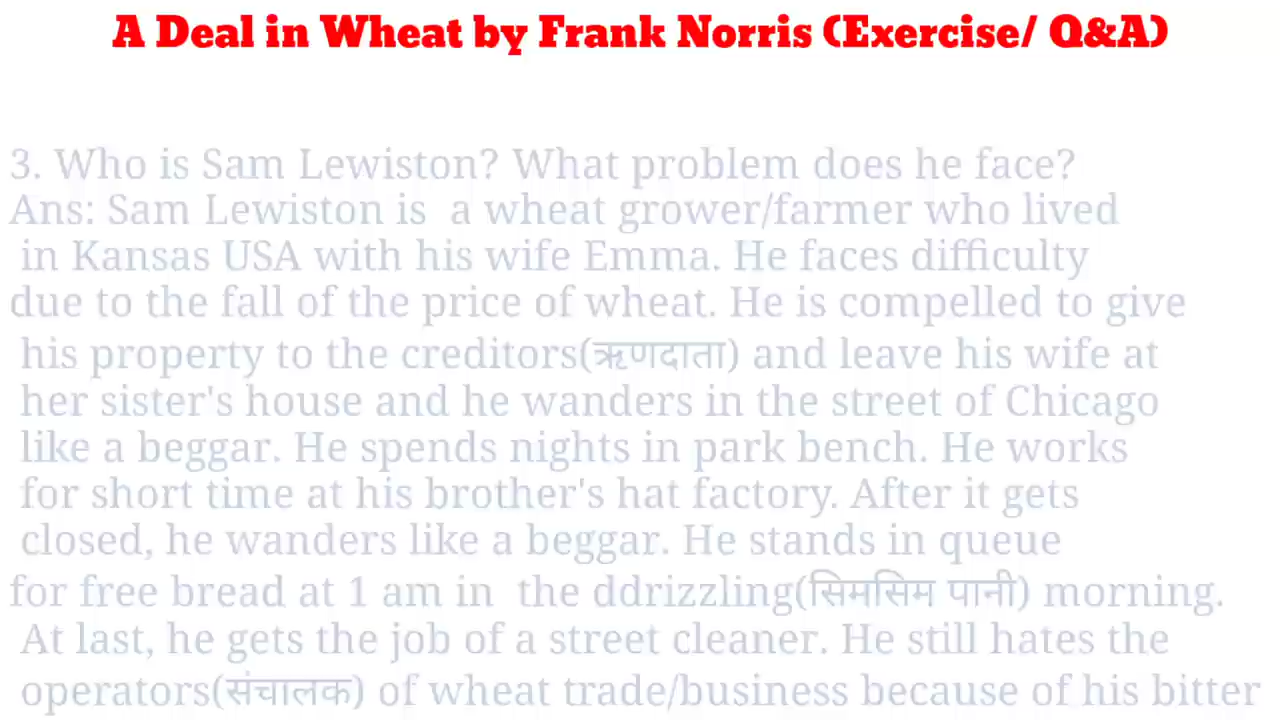 A Deal in Wheat by Frank Norris (Exercise/ Q&A)
3. Who is Sam Lewiston? What problem does he face?
Ans: Sam Lewiston is a wheat grower/farmer who lived
in Kansas USA with his wife Emma. He faces difficulty
due to the fall of the price of wheat. He is compelled to give
his property to the creditors(ऋणदाता) and leave his wife at
her sister's house and he wanders in the street of Chicago
like a beggar. He spends nights in park bench. He works
for short time at his brother's hat factory. After it gets
closed, he wanders like a beggar. He stands in queue
for free bread at 1 am in the ddrizzling(सिमसिम पानी) morning.
At last, he gets the job of a street cleaner. He still hates the
operators(संचालक) of wheat trade/business because of his bitter